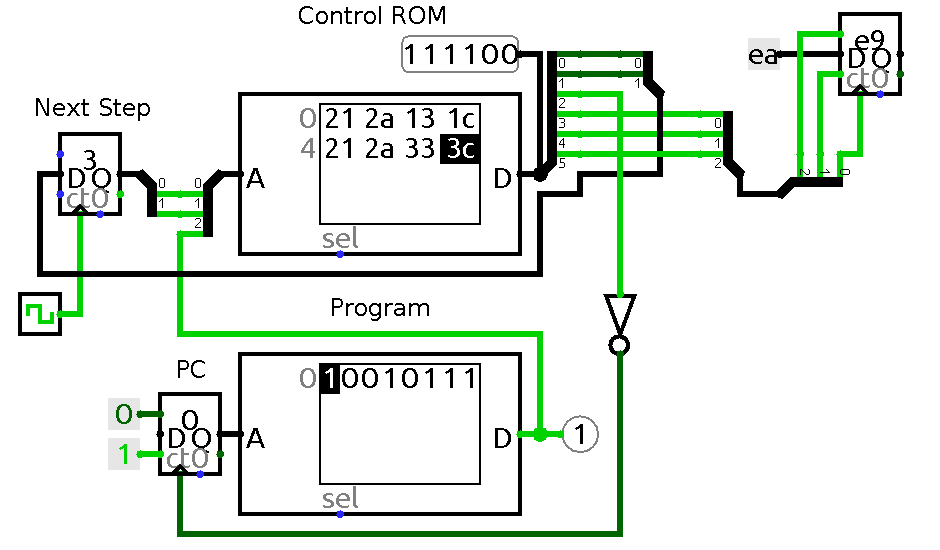 Control ROM
111100
ea
e9
D Q
ct0
Next Step
3
D Q
ct0
0
1
0
1
2
A
0 21 2a 13 1c
4 21 2a 33 3c
D
sel
0
1
2
3
4
5
0
1
0
1
2
2
1
0
Program
PC
0
1
0
D Q
ct0
A
0 10010111
D
1
sel